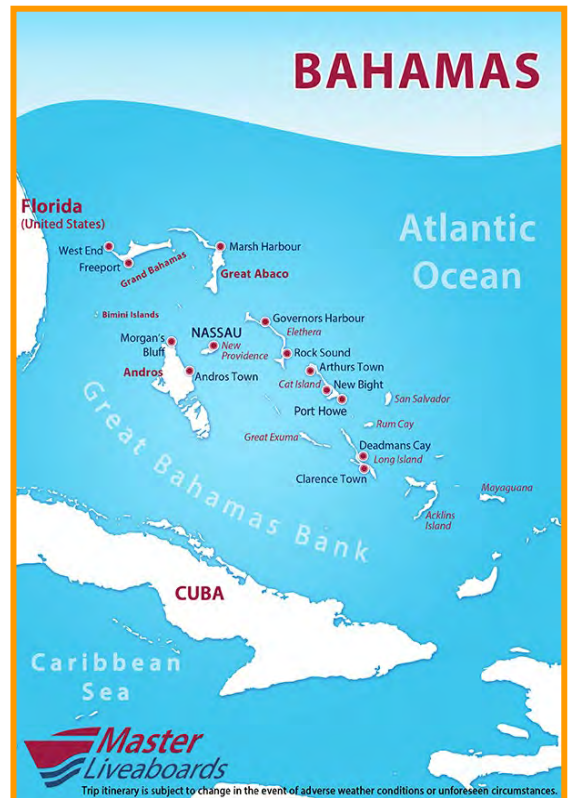 BAHAMAS
Florida
(United States)
Atlantic
Ocean
West End
Freeport
Grand Bahamas
Marsh Harbour
Great Abaco
Bimini Islands
Governors Harbour
Elethera
Morgan's
Bluff
NASSAU
New
Providence
Rock Sound
Andros
Andros Town
Arthurs Town
Cat Island
New Bight
Port Howe
San Salvador
Rum Cay
Great Exuma
Deadmans Cay
Long Island
Clarence Town
Mayaguana
Acklins
Island
Great Bahamas Bank
CUBA
Caribbean
Sea
Master
Liveaboards
Trip itinerary is subject to change in the event of adverse weather conditions or unforeseen circumstances.